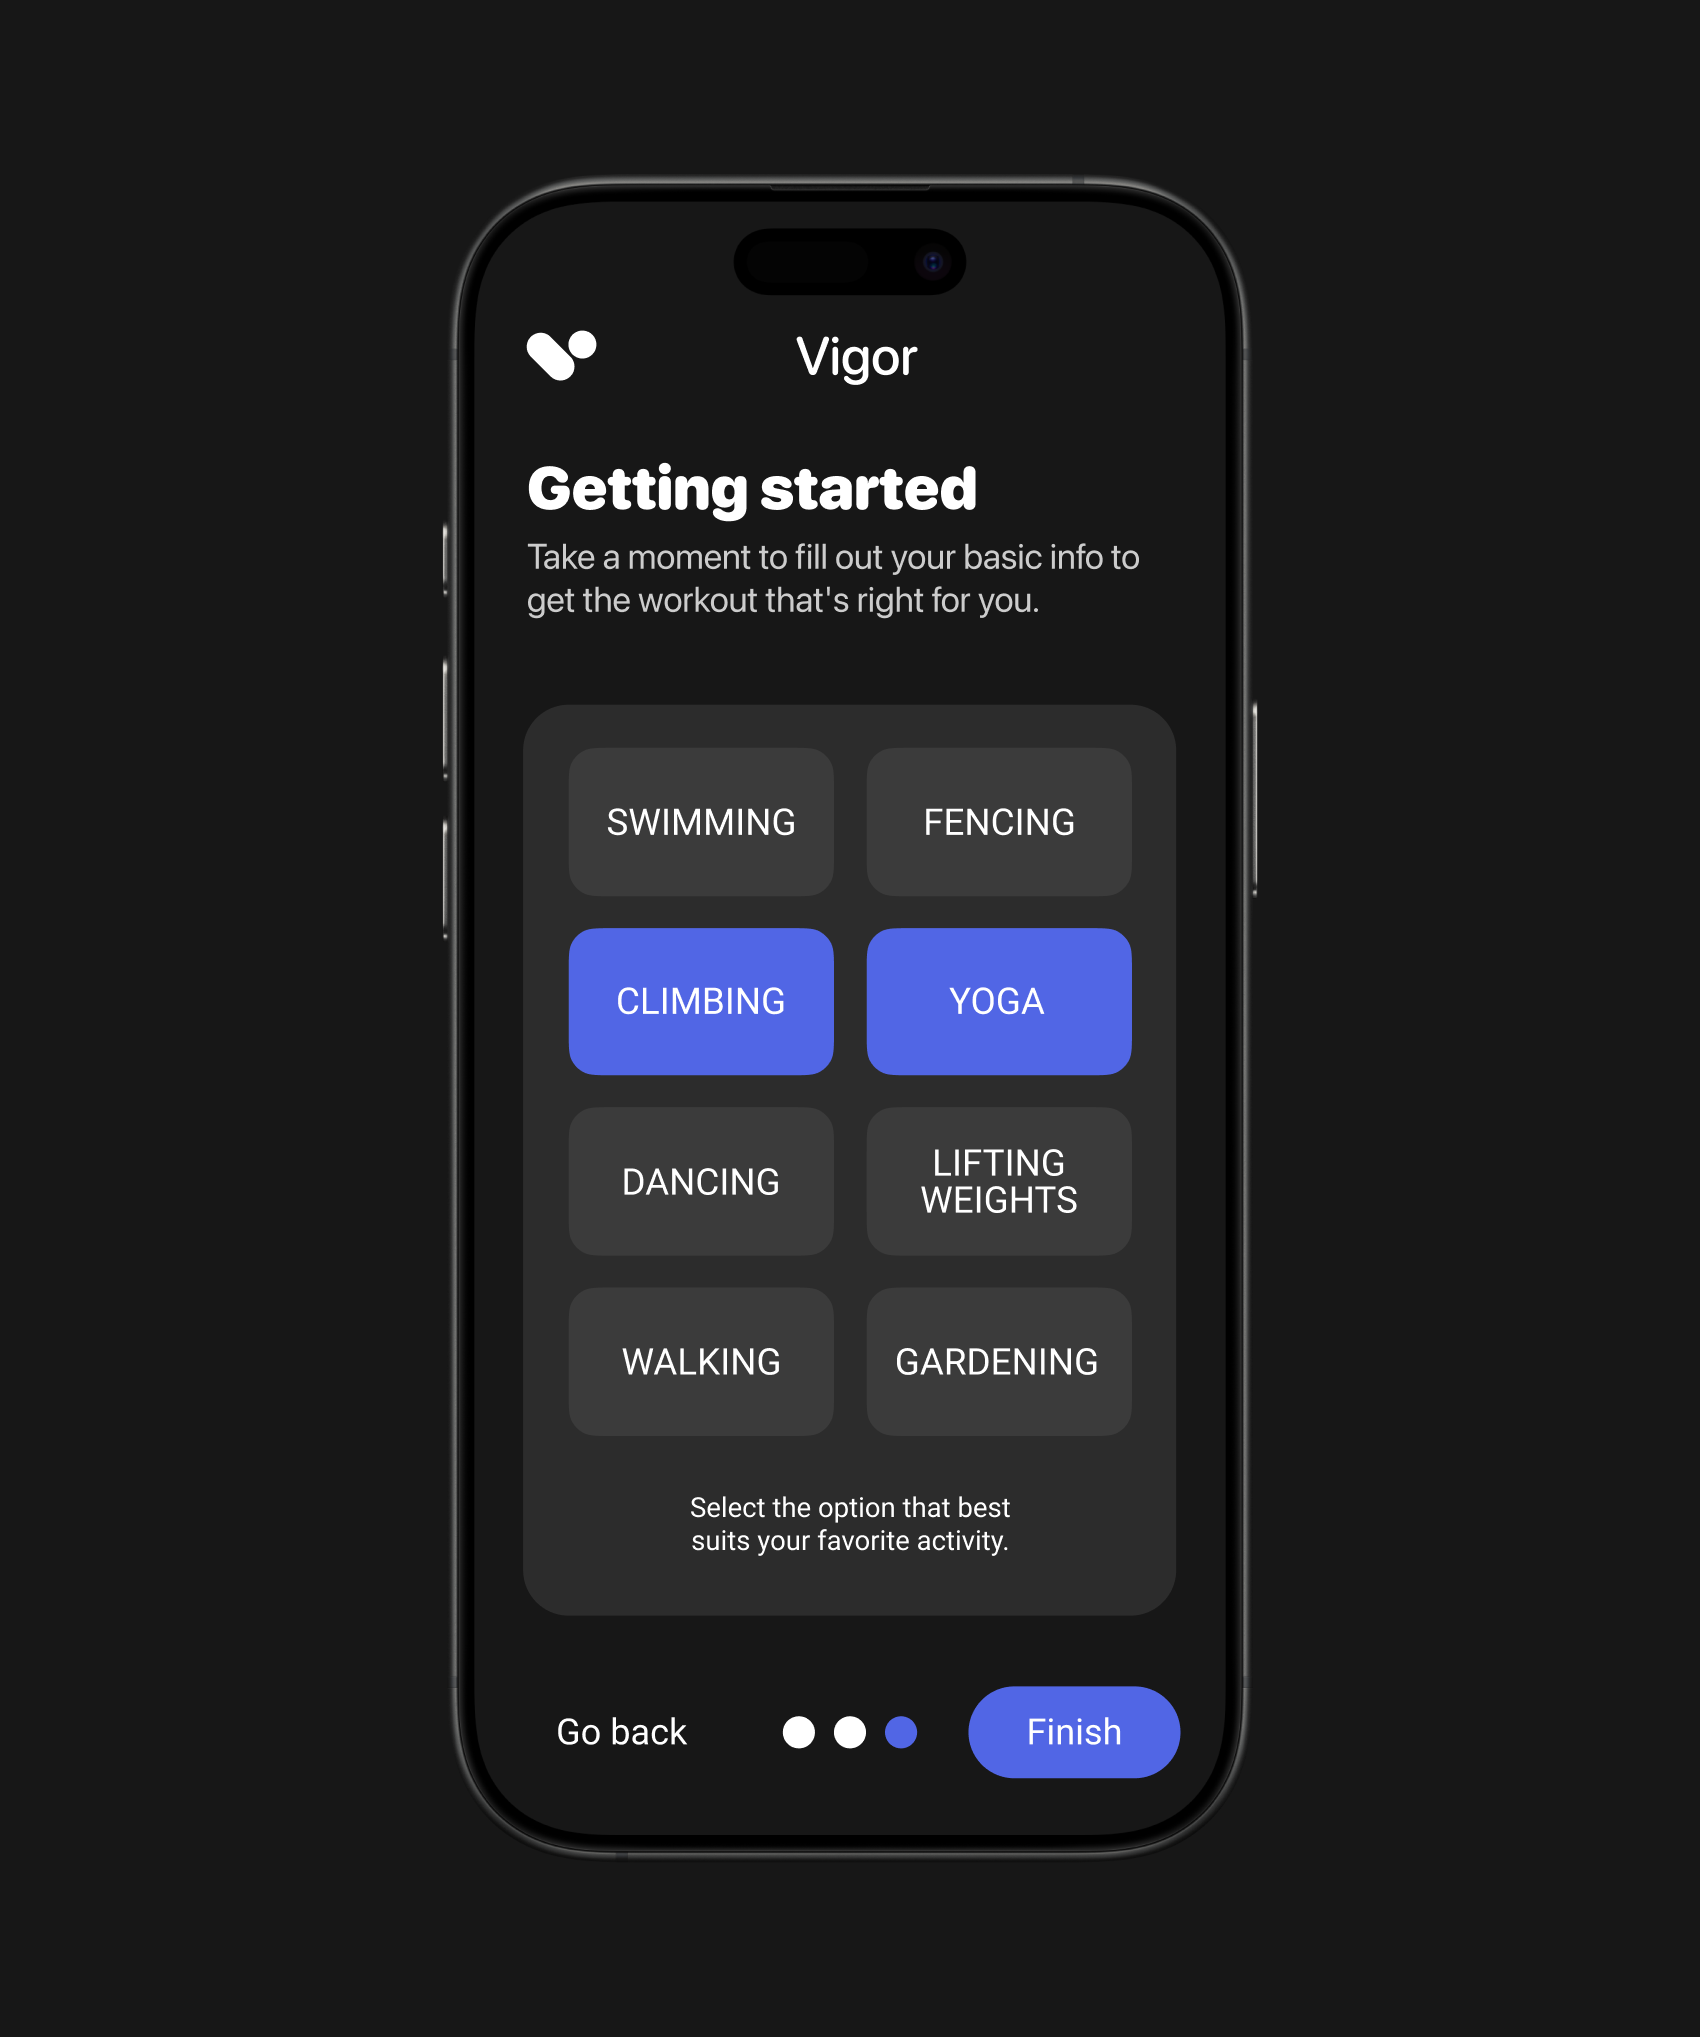 Vigor
Getting started
Take a moment to fill out your basic info to
get the workout that's right for you.
SWIMMING
FENCING
CLIMBING
YOGA
DANCING
LIFTING
WEIGHTS
WALKING
GARDENING
Select the option that best
suits your favorite activity.
Go back
Finish